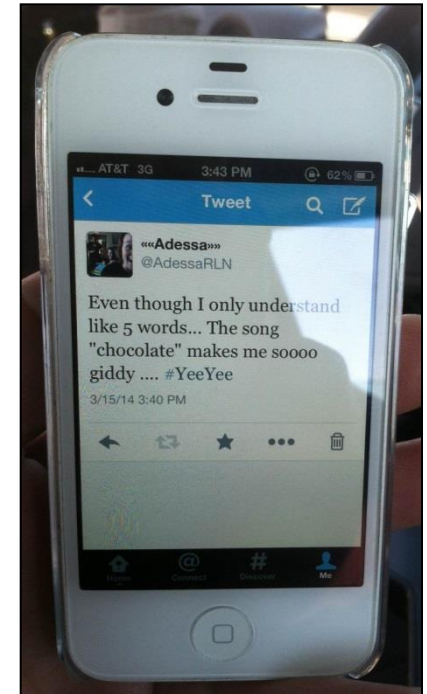 AT&T 3G 3:43 PM 62%
Tweet
««Adessa»»
@AdessaRLN
Even though I only understand
like 5 words... The song
"chocolate" makes me soooo
giddy .... #YeeYee
3/15/14 3:40 PM
Home Connect Discover Me